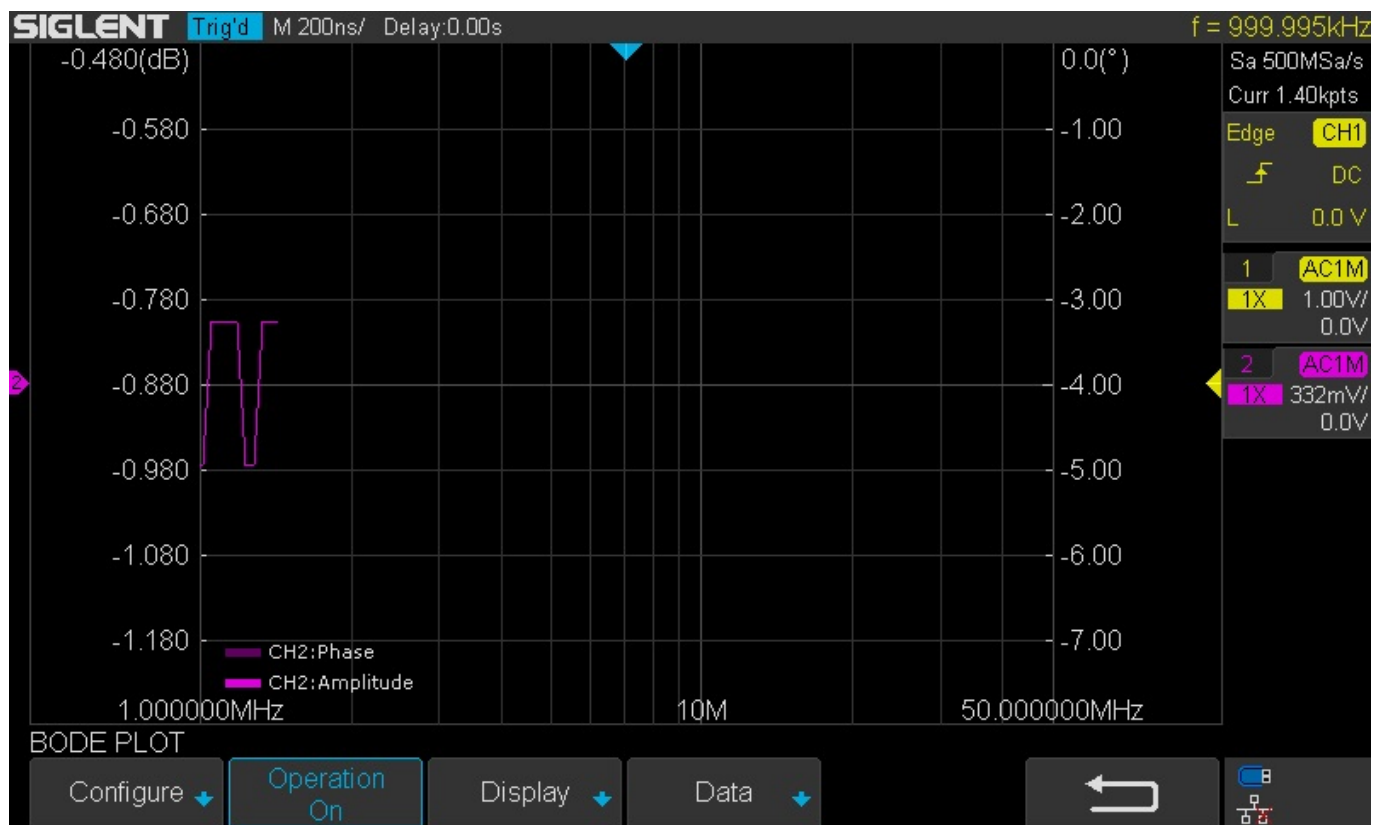 SIGLENT Trig'd M 200ns/ Delay:0.00s f = 999.995kHz
-0.480(dB) 0.0(°) Sa 500MSa/s
Curr 1.40kpts
-0.580 -1.00 Edge CH1
DC
-0.680 -2.00 L 0.0 V
1 AC1M
-0.780 -3.00 1X 1.00V/
0.0V
2 2 AC1M
-0.880 -4.00 1X 332mV/
0.0V
-0.980 -5.00
-1.080 -6.00
-1.180 -7.00
CH2:Phase
CH2:Amplitude
1.000000MHz 10M 50.000000MHz
BODE PLOT
Configure Operation On Display Data